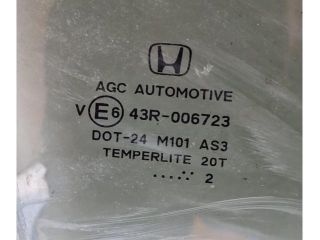 AGC AUTOMOTIVE
V E6 43R-006723
DOT-24 M101 AS3
TEMPERLITE 20T
.....·· 2